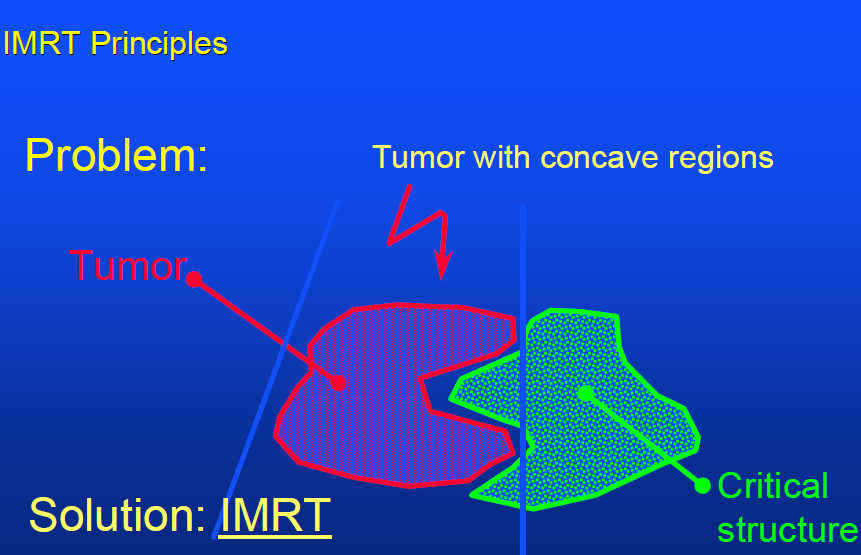 IMRT Principles
Problem:
Tumor with concave regions
Tumor
Critical
structure
Solution: IMRT